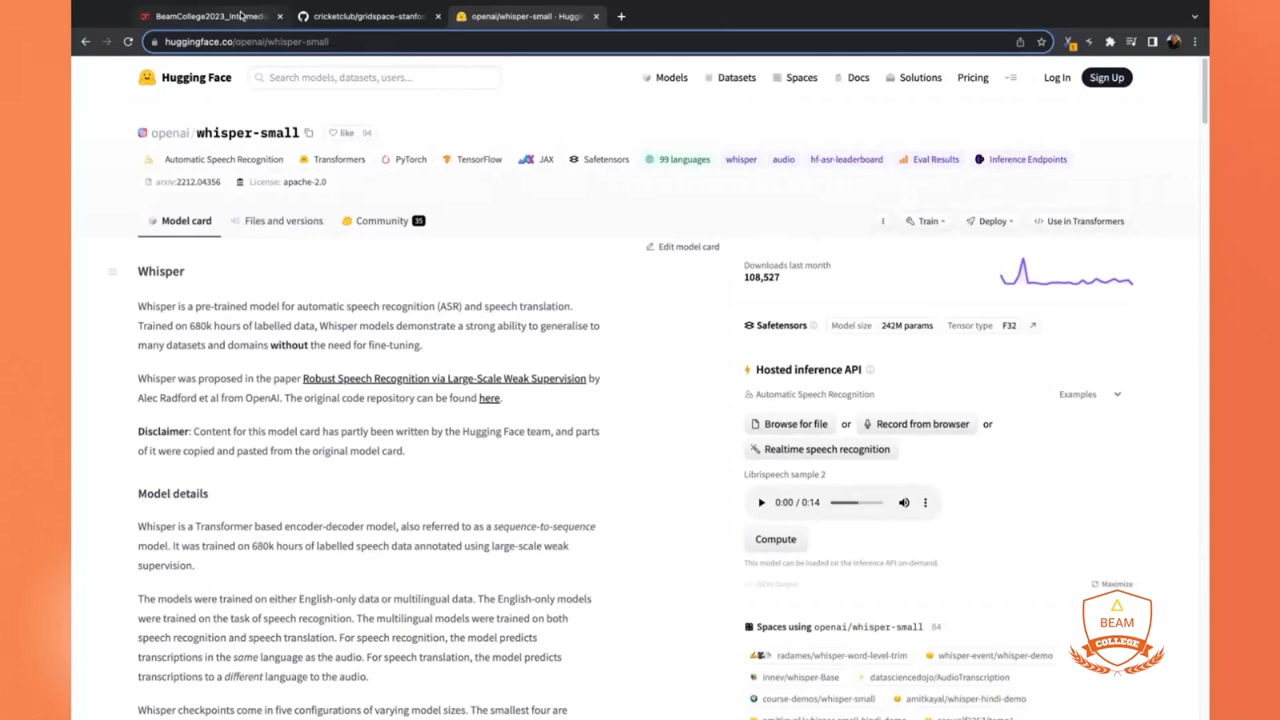 BeamCollege2023_Intermedi
cricketclub/gridspace-stanfor
openai/whisper-small · Huggin
huggingface.co/openai/whisper-small
Hugging Face
Search models, datasets, users...
Models
Datasets
Spaces
Docs
Solutions
Pricing
Log In
Sign Up
openai/whisper-small
like 94
Automatic Speech Recognition
Transformers
PyTorch
TensorFlow
JAX
Safetensors
99 languages
whisper
audio
hf-asr-leaderboard
Eval Results
Inference Endpoints
arxiv:2212.04356
License: apache-2.0
Model card
Files and versions
Community 35
Train
Deploy
Use in Transformers
Edit model card
Whisper
Whisper is a pre-trained model for automatic speech recognition (ASR) and speech translation.
Trained on 680k hours of labelled data, Whisper models demonstrate a strong ability to generalise to
many datasets and domains without the need for fine-tuning.
Whisper was proposed in the paper Robust Speech Recognition via Large-Scale Weak Supervision by
Alec Radford et al from OpenAI. The original code repository can be found here.
Disclaimer: Content for this model card has partly been written by the Hugging Face team, and parts
of it were copied and pasted from the original model card.
Model details
Whisper is a Transformer based encoder-decoder model, also referred to as a sequence-to-sequence
model. It was trained on 680k hours of labelled speech data annotated using large-scale weak
supervision.
The models were trained on either English-only data or multilingual data. The English-only models
were trained on the task of speech recognition. The multilingual models were trained on both
speech recognition and speech translation. For speech recognition, the model predicts
transcriptions in the same language as the audio. For speech translation, the model predicts
transcriptions to a different language to the audio.
Whisper checkpoints come in five configurations of varying model sizes. The smallest four are
Downloads last month
108,527
Safetensors
Model size 242M params
Tensor type F32
Hosted inference API
Automatic Speech Recognition
Examples
Browse for file or Record from browser or
Realtime speech recognition
Librispeech sample 2
0:00 / 0:14
Compute
This model can be loaded on the Inference API on-demand.
JSON Output
Maximize
Spaces using openai/whisper-small 84
radames/whisper-word-level-trim
whisper-event/whisper-demo
innev/whisper-Base
datasciencedojo/AudioTranscription
course-demos/whisper-small
amitkayal/whisper-hindi-demo
BEAM
COLLEGE